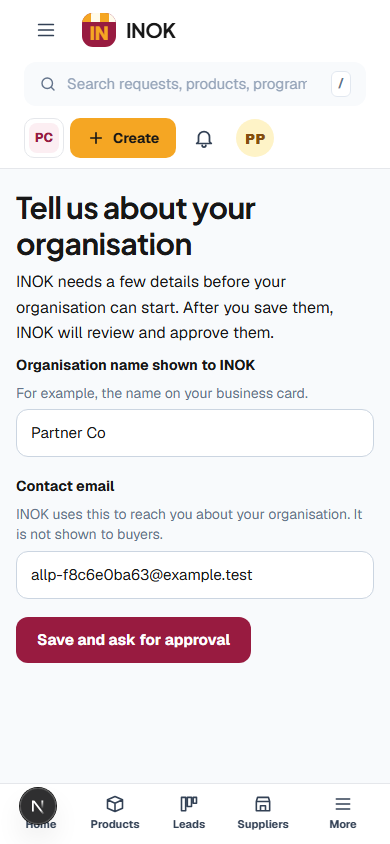 IN INOK
Search requests, products, program /
PC + Create PP
Tell us about your
organisation
INOK needs a few details before your
organisation can start. After you save them,
INOK will review and approve them.
Organisation name shown to INOK
For example, the name on your business card.
Partner Co
Contact email
INOK uses this to reach you about your organisation. It
is not shown to buyers.
allp-f8c6e0ba63@example.test
Save and ask for approval
N
Home Products Leads Suppliers More